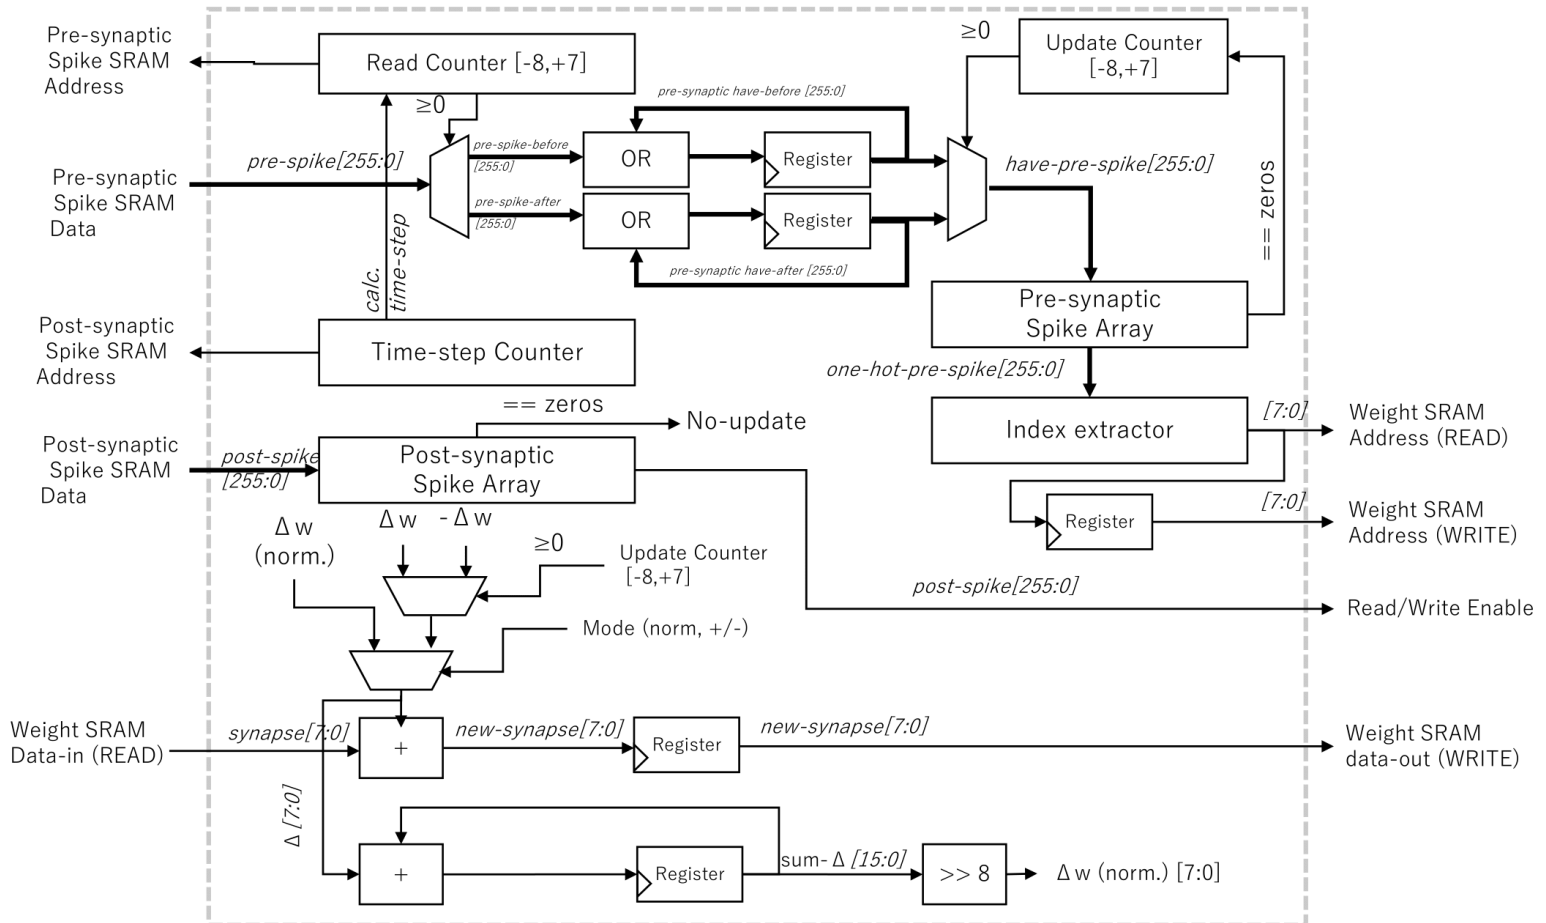 Pre-synaptic
Spike SRAM
Address
Read Counter [-8,+7]
≥0
Update Counter
[-8,+7]
≥0
pre-synaptic have-before [255:0]
pre-spike[255:0]
pre-spike-before
[255:0]
OR
Register
have-pre-spike[255:0]
== zeros
Pre-synaptic
Spike SRAM
Data
pre-spike-after
[255:0]
OR
Register
pre-synaptic have-after [255:0]
calc.
time-step
Pre-synaptic
Spike Array
Post-synaptic
Spike SRAM
Address
Time-step Counter
one-hot-pre-spike[255:0]
== zeros
No-update
Index extractor
[7:0]
Weight SRAM
Address (READ)
Post-synaptic
Spike SRAM
Data
post-spike
[255:0]
Post-synaptic
Spike Array
Register
[7:0]
Weight SRAM
Address (WRITE)
Δ w
(norm.)
Δ w
- Δ w
≥0
Update Counter
[-8,+7]
post-spike[255:0]
Read/Write Enable
Mode (norm, +/-)
Weight SRAM
Data-in (READ)
synapse[7:0]
+
new-synapse[7:0]
Register
new-synapse[7:0]
Weight SRAM
data-out (WRITE)
Δ [7:0]
+
Register
sum- Δ [15:0]
>> 8
Δ w (norm.) [7:0]